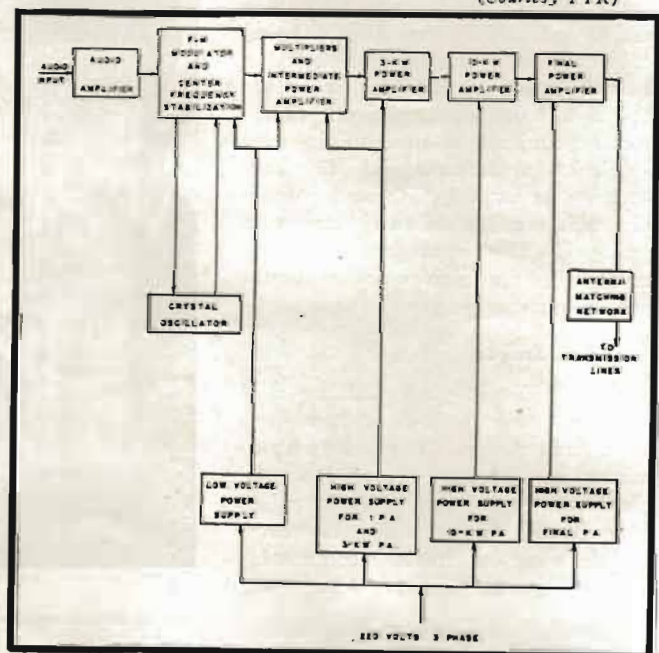 (Courtesy FTR)
AUDIO
INPUT
AUDIO
AMPLIFIER
F-M
MODULATOR
AND
CENTER
FREQUENCY
STABILIZATION
MULTIPLIERS
AND
INTERMEDIATE
POWER
AMPLIFIER
3-KW
POWER
AMPLIFIER
10-KW
POWER
AMPLIFIER
FINAL
POWER
AMPLIFIER
CRYSTAL
OSCILLATOR
ANTENNA
MATCHING
NETWORK
TO
TRANSMISSION
LINES
LOW VOLTAGE
POWER
SUPPLY
HIGH VOLTAGE
POWER SUPPLY
FOR I P.A.
AND
3-KW P.A.
HIGH VOLTAGE
POWER SUPPLY
FOR
10-KW P.A.
HIGH VOLTAGE
POWER SUPPLY
FOR
FINAL P.A.
220 VOLTS 3 PHASE